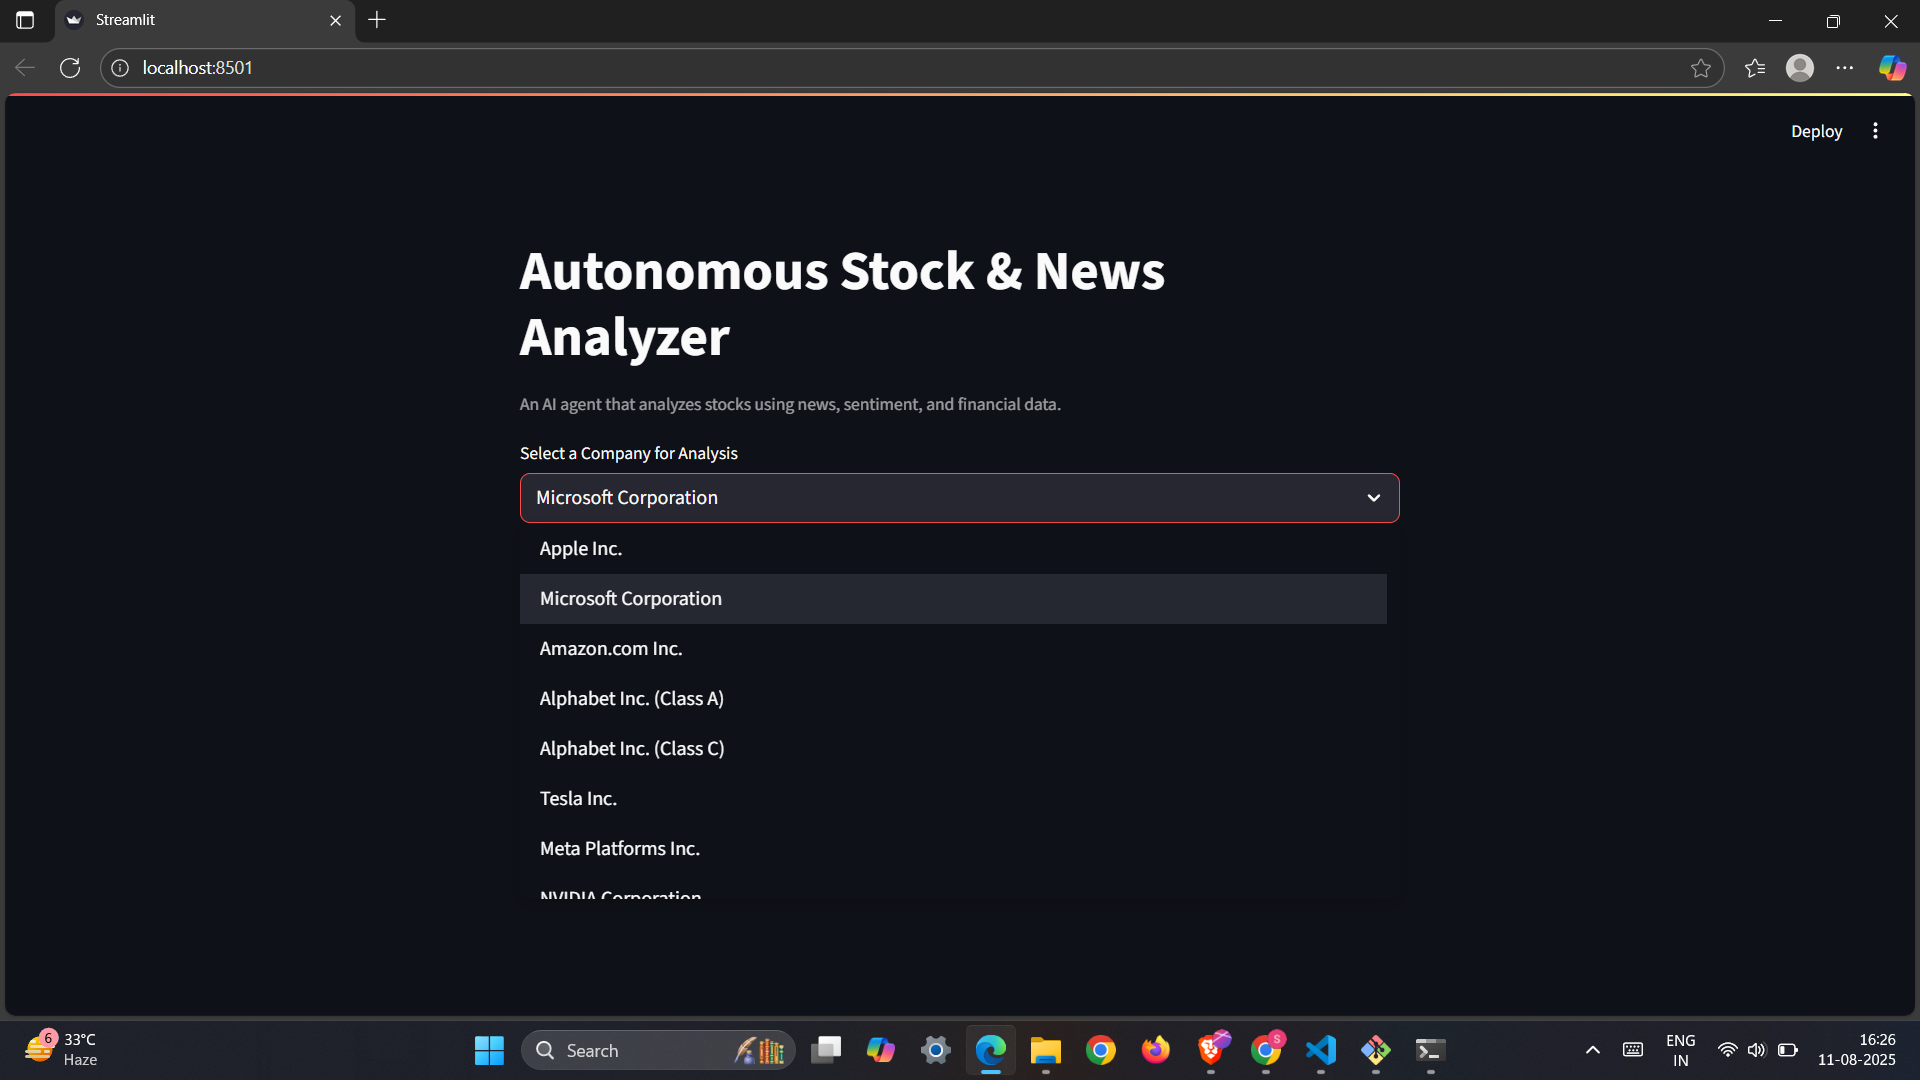 Streamlit
localhost:8501
Deploy
Autonomous Stock & News
Analyzer
An AI agent that analyzes stocks using news, sentiment, and financial data.
Select a Company for Analysis
Microsoft Corporation
Apple Inc.
Microsoft Corporation
Amazon.com Inc.
Alphabet Inc. (Class A)
Alphabet Inc. (Class C)
Tesla Inc.
Meta Platforms Inc.
NVIDIA Corporation
6
33°C
Haze
Search
S
ENG
IN
16:26
11-08-2025